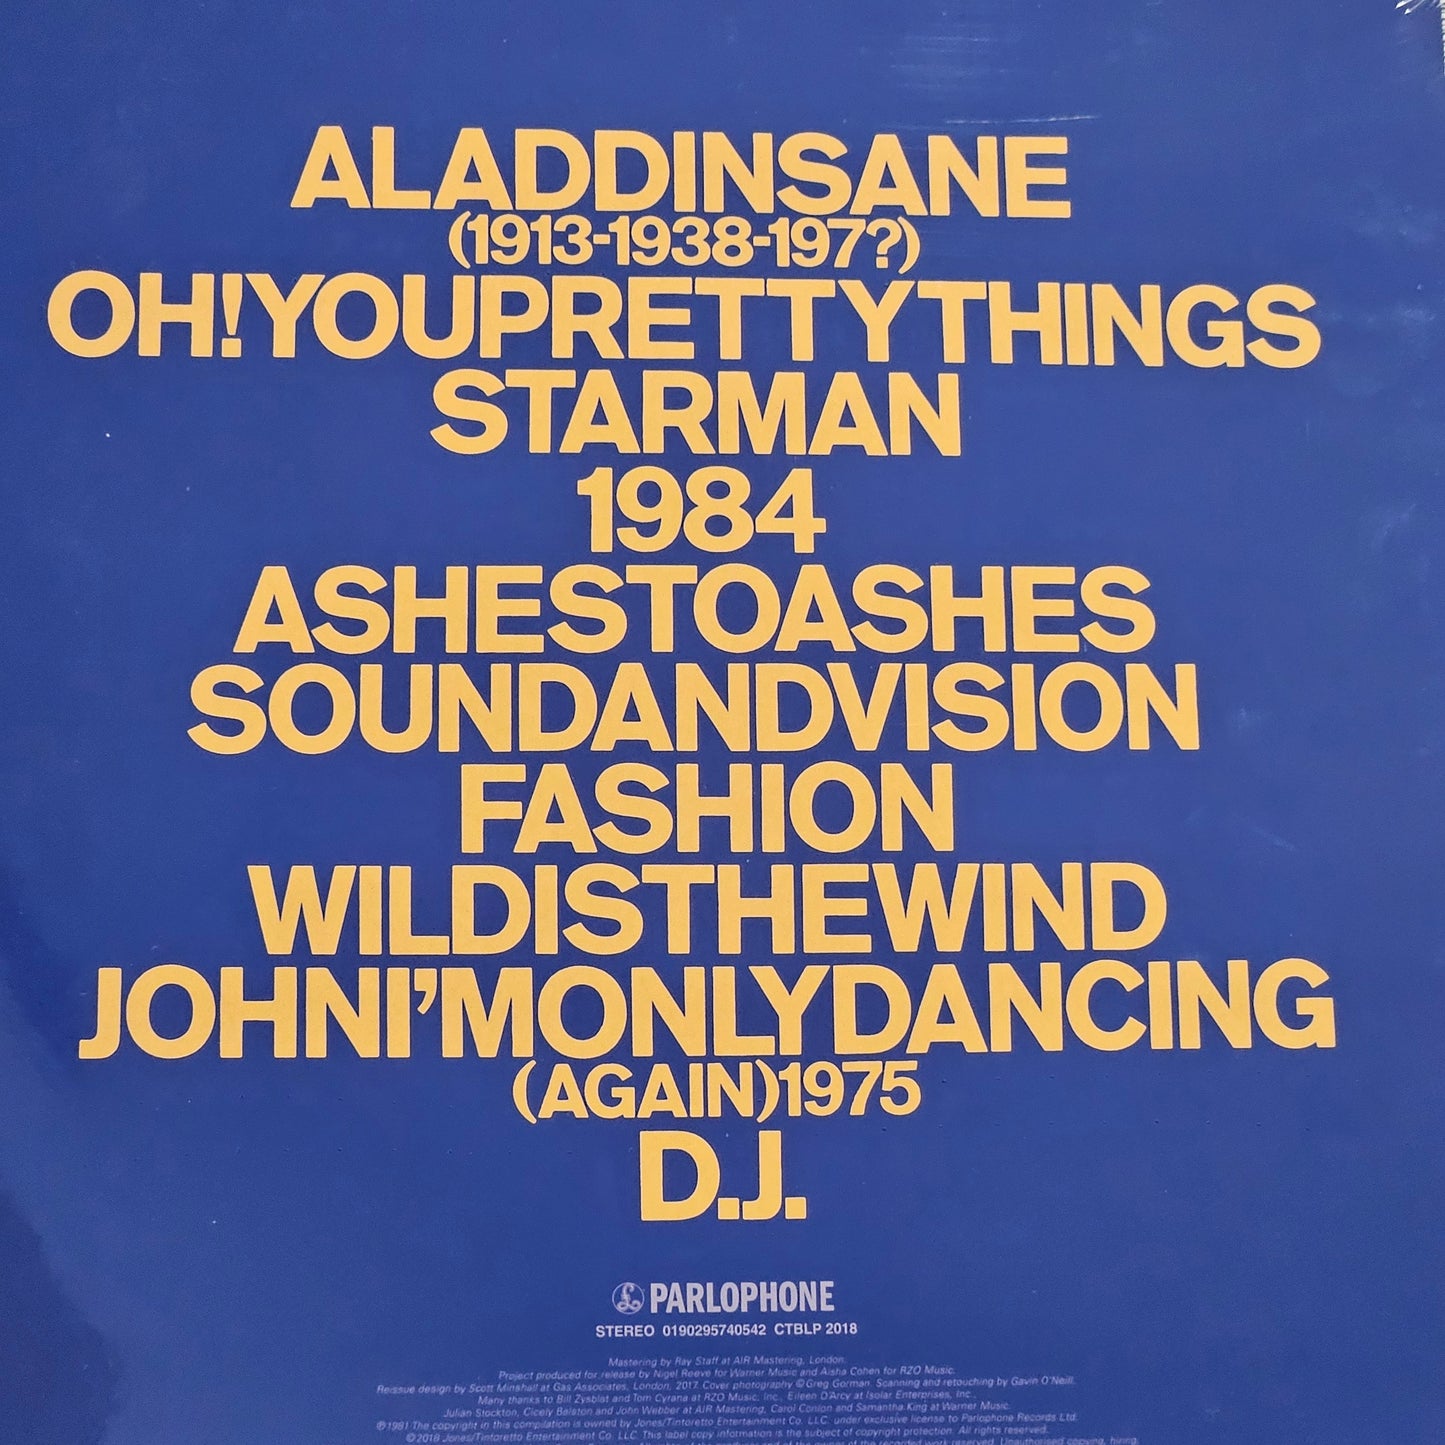 ALADDINSANE
(1913-1938-197?)
OH!YOUPRETTYTHINGS
STARMAN
1984
ASHESTOASHES
SOUNDANDVISION
FASHION
WILDISTHEWIND
JOHNI'MONLYDANCING
(AGAIN)1975
D.J.
PARLOPHONE
STEREO 0190295740542 CTBLP 2018
Mastering by Ray Staff at AIR Mastering, London.
Project produced for release by Nigel Reeve for Warner Music and Aisha Cohen for RZO Music.
Reissue design by Scott Minshall at Gas Associates, London, 2017. Cover photography ©Greg Gorman. Scanning and retouching by Gavin O'Neill.
Many thanks to Bill Zysblat and Tom Cyrana at RZO Music, Inc., Eileen D'Arcy at Isolar Enterprises, Inc.,
Julian Stockton, Cicely Balston and John Webber at AIR Mastering, Carol Conlon and Samantha King at Warner Music.
℗1981 The copyright in this compilation is owned by Jones/Tintoretto Entertainment Co. LLC. under exclusive license to Parlophone Records Ltd.
©2018 Jones/Tintoretto Entertainment Co. LLC. This label copy information is the subject of copyright protection. All rights reserved.